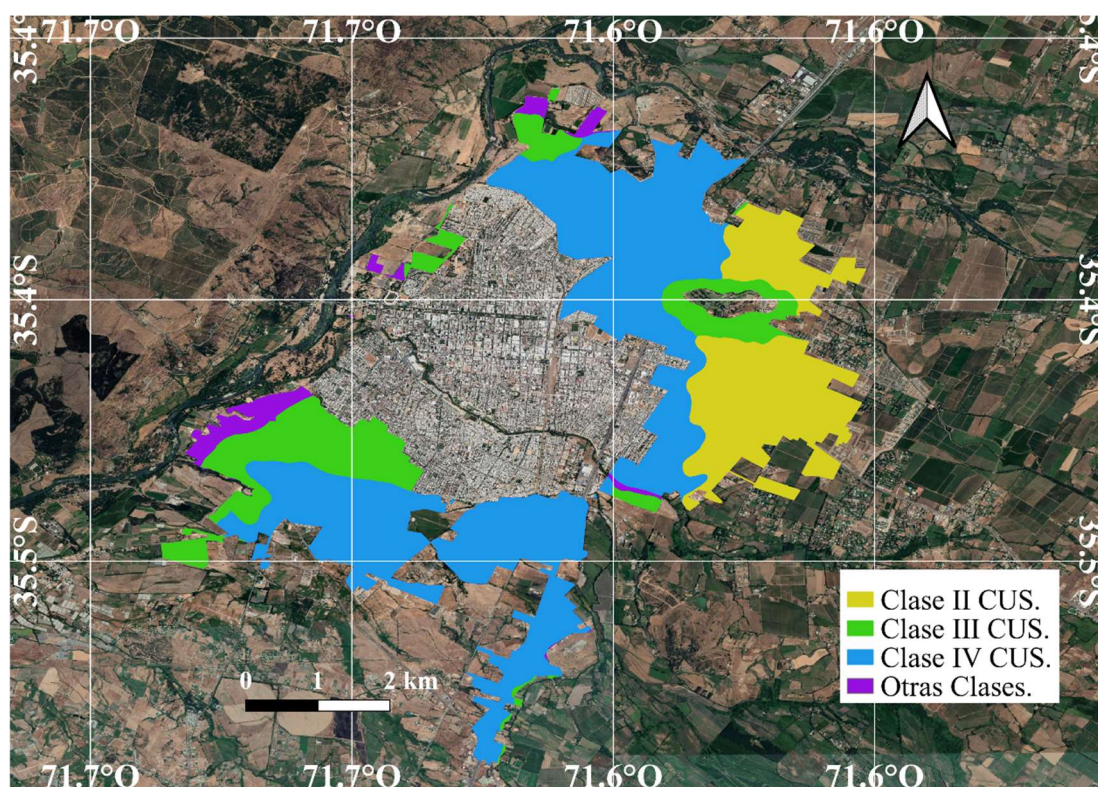 71.7°O 71.7°O 71.6°O 71.6°O
35.4°S 35.4°S
35.4°S 35.4°S
35.5°S 35.5°S
Clase II CUS.
Clase III CUS.
Clase IV CUS.
Otras Clases.
0 1 2 km
71.7°O 71.7°O 71.6°O 71.6°O